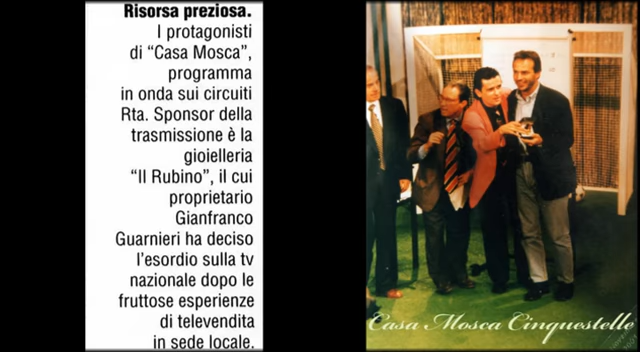 Risorsa preziosa.
I protagonisti
di “Casa Mosca”,
programma
in onda sui circuiti
Rta. Sponsor della
trasmissione è la
gioielleria
“Il Rubino”, il cui
proprietario
Gianfranco
Guarnieri ha deciso
l’esordio sulla tv
nazionale dopo le
fruttose esperienze
di televendita
in sede locale.
Casa Mosca Cinquestelle